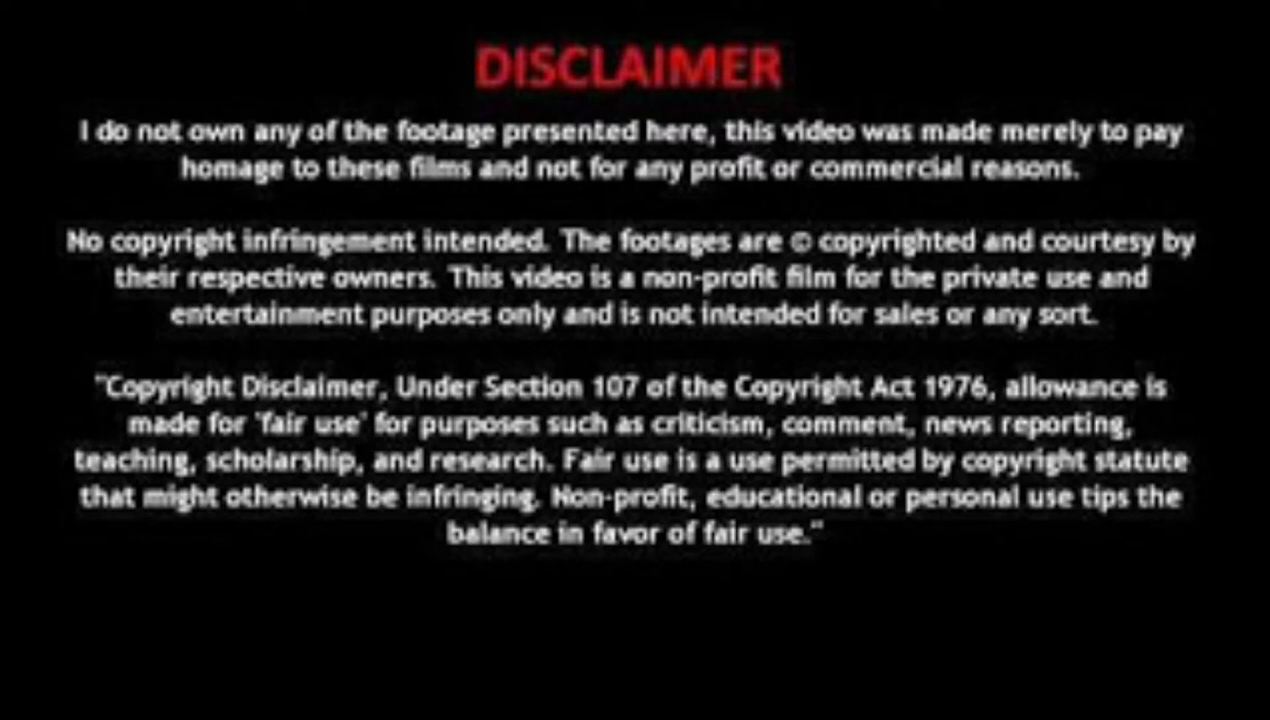 DISCLAIMER
I do not own any of the footage presented here, this video was made merely to pay
homage to these films and not for any profit or commercial reasons.
No copyright infringement intended. The footages are © copyrighted and courtesy by
their respective owners. This video is a non-profit film for the private use and
entertainment purposes only and is not intended for sales or any sort.
"Copyright Disclaimer, Under Section 107 of the Copyright Act 1976, allowance is
made for 'fair use' for purposes such as criticism, comment, news reporting,
teaching, scholarship, and research. Fair use is a use permitted by copyright statute
that might otherwise be infringing. Non-profit, educational or personal use tips the
balance in favor of fair use."